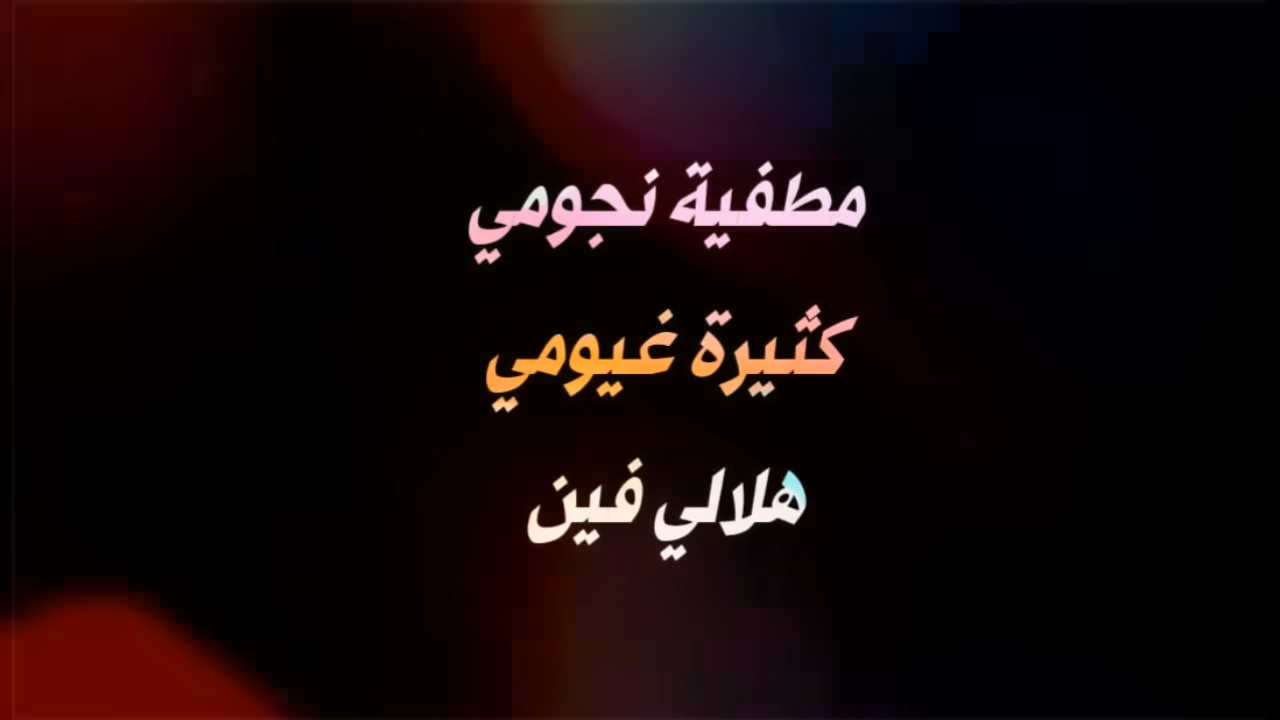 مطفية نجومي
كثيرة غيومي
هلالي فين